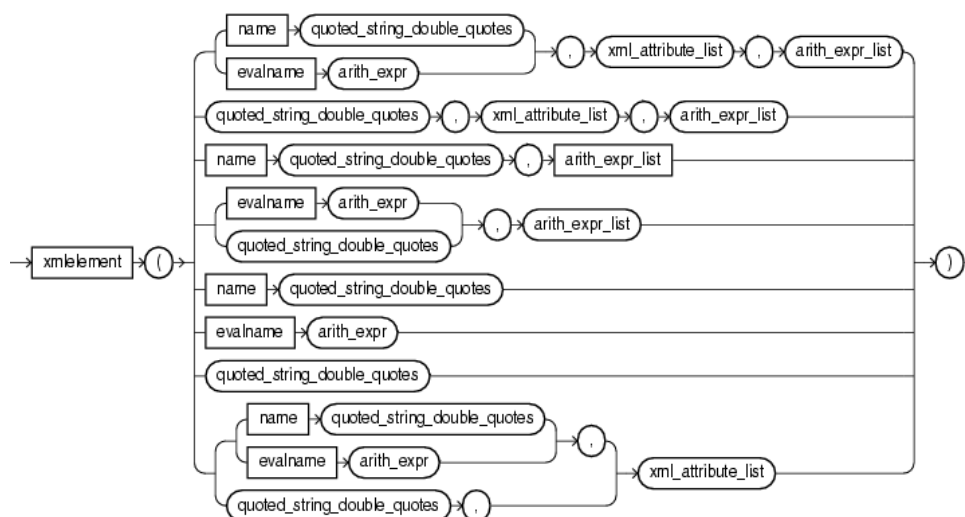 name quoted_string_double_quotes
evalname arith_expr , xml_attribute_list , arith_expr_list
quoted_string_double_quotes , xml_attribute_list , arith_expr_list
name quoted_string_double_quotes , arith_expr_list
evalname arith_expr
quoted_string_double_quotes , arith_expr_list
xmlelement ( )
name quoted_string_double_quotes
evalname arith_expr
quoted_string_double_quotes
name quoted_string_double_quotes
evalname arith_expr ,
xml_attribute_list
quoted_string_double_quotes ,